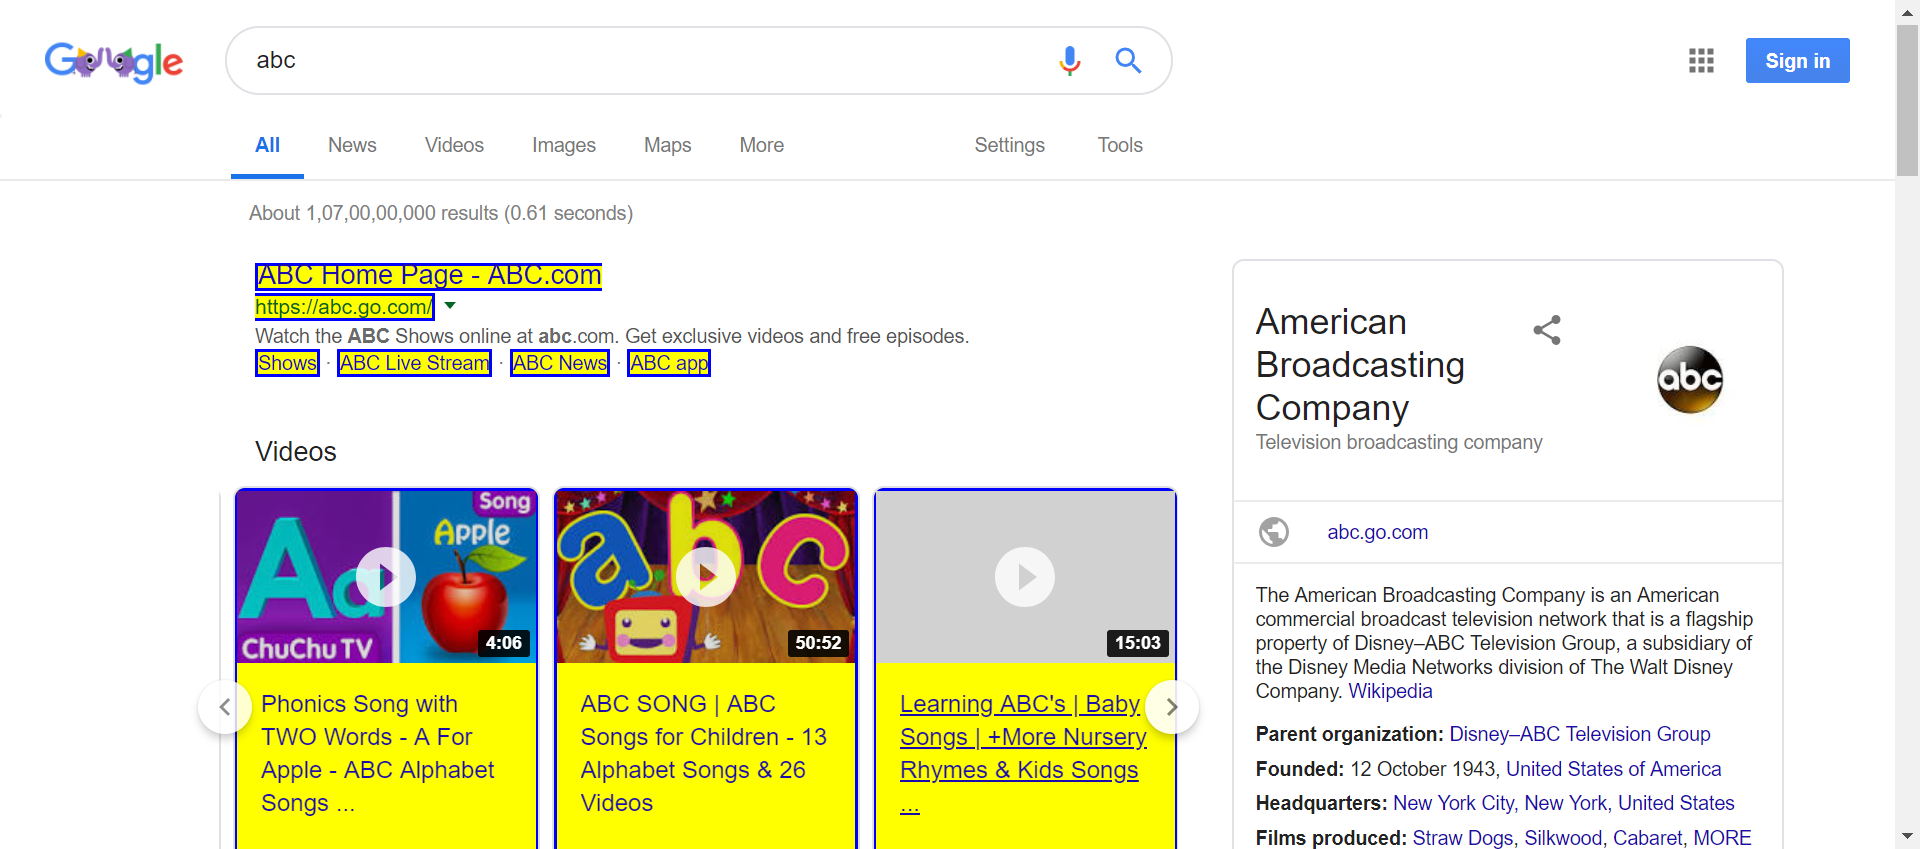 Google
abc
Sign in
All News Videos Images Maps More Settings Tools
About 1,07,00,00,000 results (0.61 seconds)
ABC Home Page - ABC.com
https://abc.go.com/
Watch the ABC Shows online at abc.com. Get exclusive videos and free episodes.
Shows · ABC Live Stream · ABC News · ABC app
Videos
Song
Apple
Aa
ChuChu TV
4:06
Phonics Song with
TWO Words - A For
Apple - ABC Alphabet
Songs ...
abc
50:52
ABC SONG | ABC
Songs for Children - 13
Alphabet Songs & 26
Videos
15:03
Learning ABC's | Baby
Songs | +More Nursery
Rhymes & Kids Songs
...
American
Broadcasting
Company
Television broadcasting company
abc
abc.go.com
The American Broadcasting Company is an American
commercial broadcast television network that is a flagship
property of Disney–ABC Television Group, a subsidiary of
the Disney Media Networks division of The Walt Disney
Company. Wikipedia
Parent organization: Disney–ABC Television Group
Founded: 12 October 1943, United States of America
Headquarters: New York City, New York, United States
Films produced: Straw Dogs, Silkwood, Cabaret, MORE